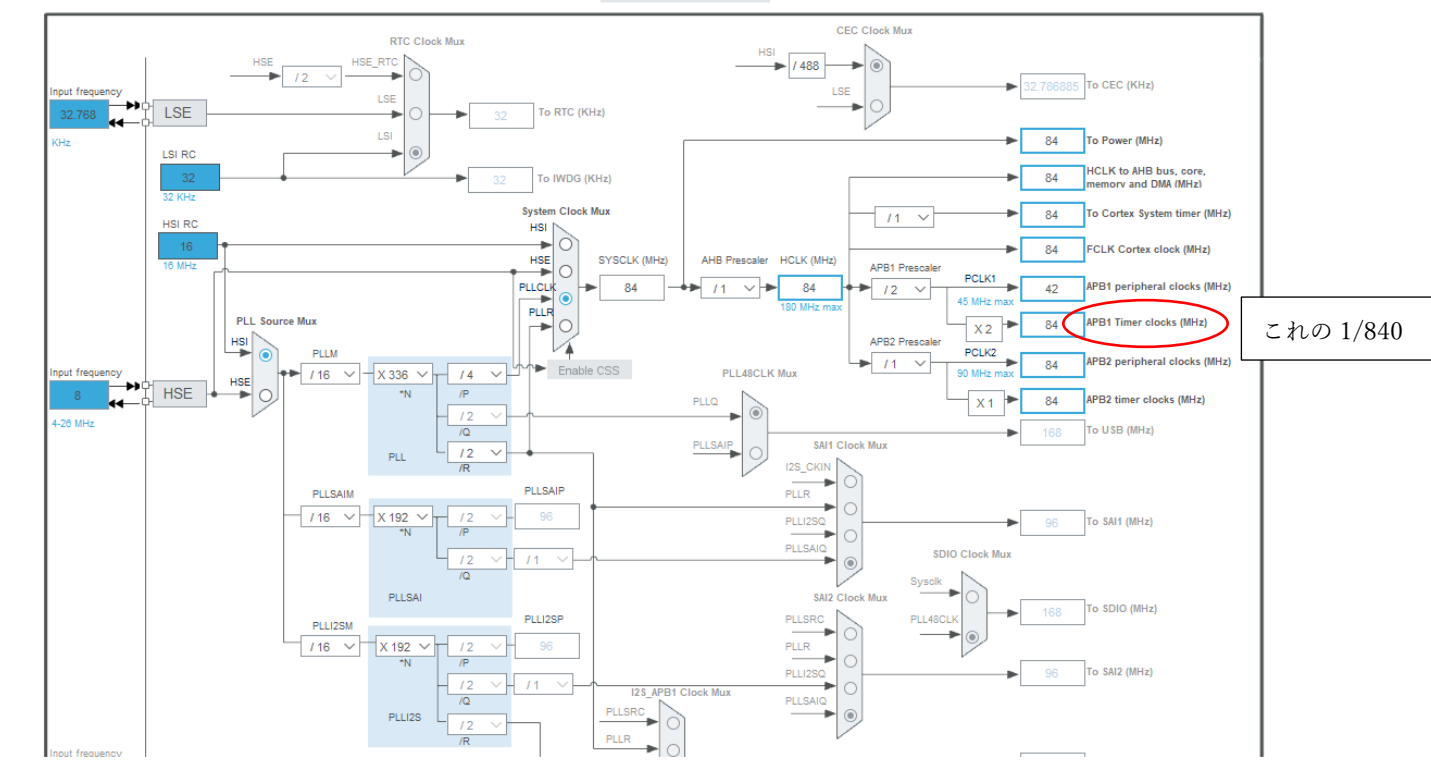 RTC Clock Mux
CEC Clock Mux
HSE
/ 2
HSE_RTC
HSI
/ 488
Input frequency
32.768
KHz
LSE
LSE
32
To RTC (KHz)
LSE
32.786885
To CEC (KHz)
LSI
LSI RC
32
32 KHz
32
To IWDG (KHz)
84
To Power (MHz)
84
HCLK to AHB bus, core,
memory and DMA (MHz)
HSI RC
16
16 MHz
System Clock Mux
HSI
HSE
PLLCLK
PLLR
SYSCLK (MHz)
84
AHB Prescaler
/ 1
HCLK (MHz)
84
180 MHz max
/ 1
84
To Cortex System timer (MHz)
84
FCLK Cortex clock (MHz)
APB1 Prescaler
/ 2
PCLK1
45 MHz max
42
APB1 peripheral clocks (MHz)
X 2
84
APB1 Timer clocks (MHz)
これの 1/840
APB2 Prescaler
/ 1
PCLK2
90 MHz max
84
APB2 peripheral clocks (MHz)
X 1
84
APB2 timer clocks (MHz)
PLL Source Mux
HSI
HSE
Input frequency
8
4-26 MHz
HSE
PLLM
/ 16
X 336
*N
/ 4
/P
/ 2
/Q
/ 2
/R
PLL
Enable CSS
PLL48CLK Mux
PLLQ
PLLSAIP
168
To USB (MHz)
SAI1 Clock Mux
I2S_CKIN
PLLR
PLLI2SQ
PLLSAIQ
96
To SAI1 (MHz)
PLLSAIM
/ 16
X 192
*N
/ 2
/P
PLLSAIP
96
/ 2
/Q
/ 1
PLLSAI
SDIO Clock Mux
Sysclk
PLL48CLK
168
To SDIO (MHz)
SAI2 Clock Mux
PLLSRC
PLLR
PLLI2SQ
PLLSAIQ
96
To SAI2 (MHz)
PLLI2SM
/ 16
X 192
*N
/ 2
/P
PLLI2SP
96
/ 2
/Q
/ 1
PLLI2S
/ 2
/R
I2S_APB1 Clock Mux
PLLSRC
PLLR
Input frequency